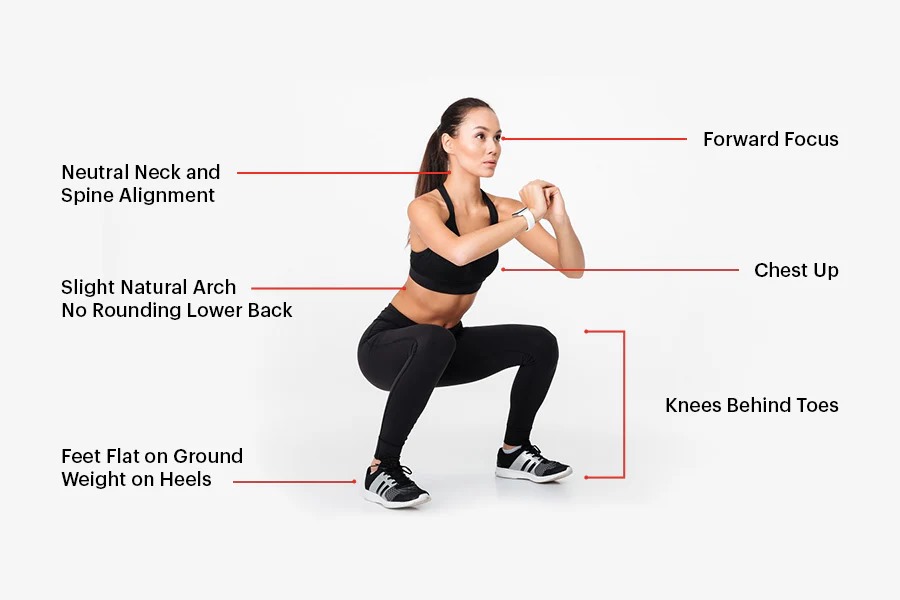 Forward Focus
Neutral Neck and
Spine Alignment
Chest Up
Slight Natural Arch
No Rounding Lower Back
Knees Behind Toes
Feet Flat on Ground
Weight on Heels